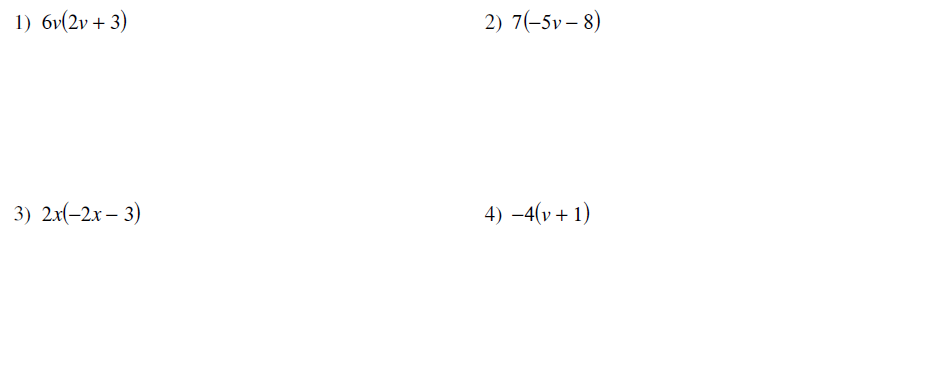 1) 6v(2v + 3)
2) 7(−5v − 8)
3) 2x(−2x − 3)
4) −4(v + 1)